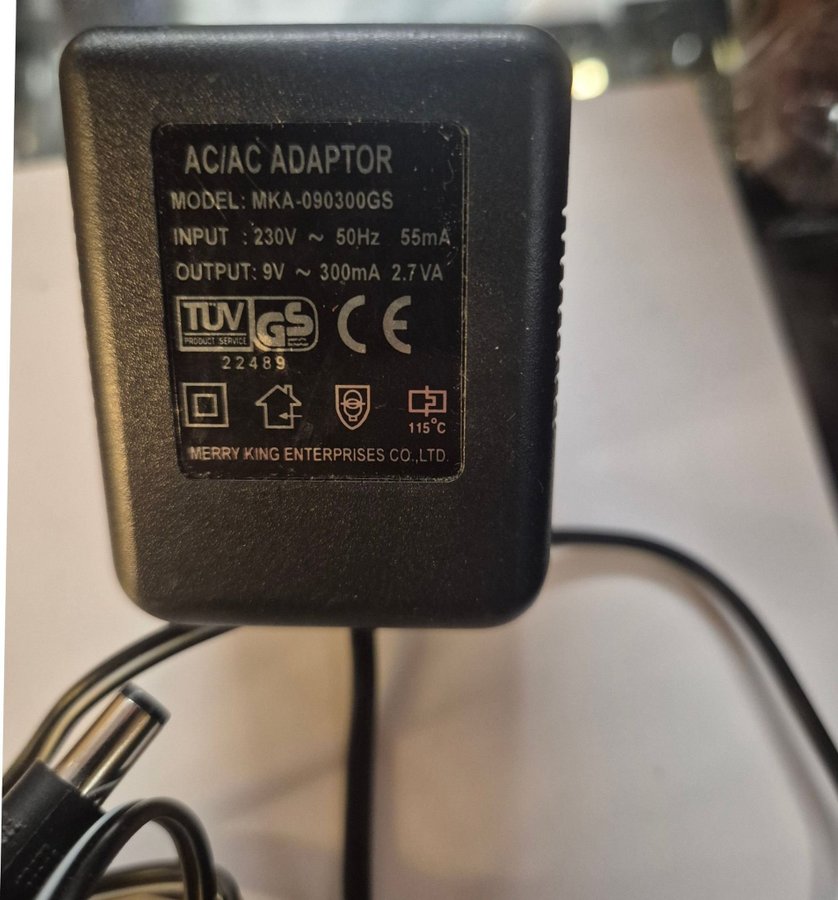 AC/AC ADAPTOR
MODEL: MKA-090300GS
INPUT : 230V ~ 50Hz 55mA
OUTPUT: 9V ~ 300mA 2.7VA
TÜV GS CE
PRODUCT SERVICE
22489
115°C
MERRY KING ENTERPRISES CO.,LTD.